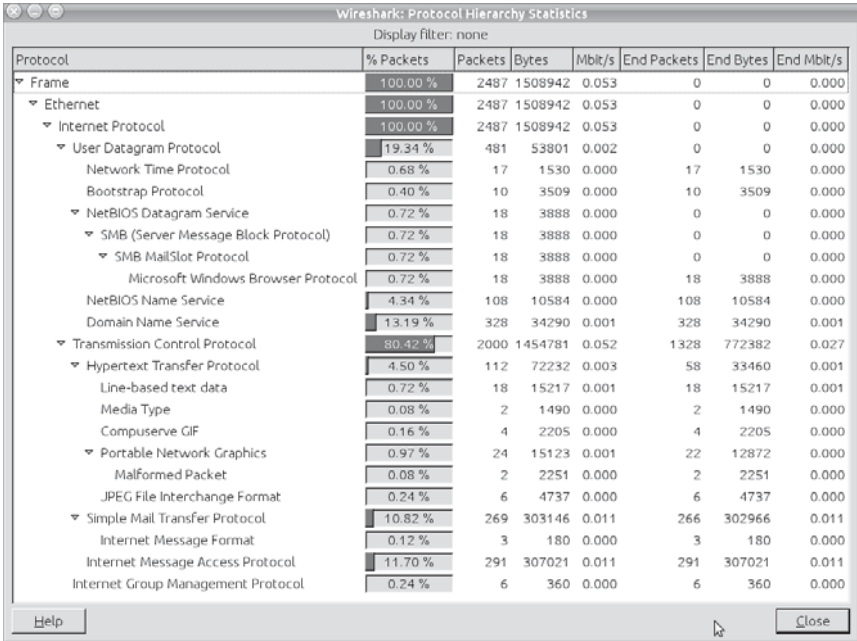 Wireshark: Protocol Hierarchy Statistics
Display filter: none
Protocol % Packets Packets Bytes Mbit/s End Packets End Bytes End Mbit/s
Frame 100.00 % 2487 1508942 0.053 0 0 0.000
Ethernet 100.00 % 2487 1508942 0.053 0 0 0.000
Internet Protocol 100.00 % 2487 1508942 0.053 0 0 0.000
User Datagram Protocol 19.34 % 481 53801 0.002 0 0 0.000
Network Time Protocol 0.68 % 17 1530 0.000 17 1530 0.000
Bootstrap Protocol 0.40 % 10 3509 0.000 10 3509 0.000
NetBIOS Datagram Service 0.72 % 18 3888 0.000 0 0 0.000
SMB (Server Message Block Protocol) 0.72 % 18 3888 0.000 0 0 0.000
SMB MailSlot Protocol 0.72 % 18 3888 0.000 0 0 0.000
Microsoft Windows Browser Protocol 0.72 % 18 3888 0.000 18 3888 0.000
NetBIOS Name Service 4.34 % 108 10584 0.000 108 10584 0.000
Domain Name Service 13.19 % 328 34290 0.001 328 34290 0.001
Transmission Control Protocol 80.42 % 2000 1454781 0.052 1328 772382 0.027
Hypertext Transfer Protocol 4.50 % 112 72232 0.003 58 33460 0.001
Line-based text data 0.72 % 18 15217 0.001 18 15217 0.001
Media Type 0.08 % 2 1490 0.000 2 1490 0.000
Compuserve GIF 0.16 % 4 2205 0.000 4 2205 0.000
Portable Network Graphics 0.97 % 24 15123 0.001 22 12872 0.000
Malformed Packet 0.08 % 2 2251 0.000 2 2251 0.000
JPEG File Interchange Format 0.24 % 6 4737 0.000 6 4737 0.000
Simple Mail Transfer Protocol 10.82 % 269 303146 0.011 266 302966 0.011
Internet Message Format 0.12 % 3 180 0.000 3 180 0.000
Internet Message Access Protocol 11.70 % 291 307021 0.011 291 307021 0.011
Internet Group Management Protocol 0.24 % 6 360 0.000 6 360 0.000
Help Close